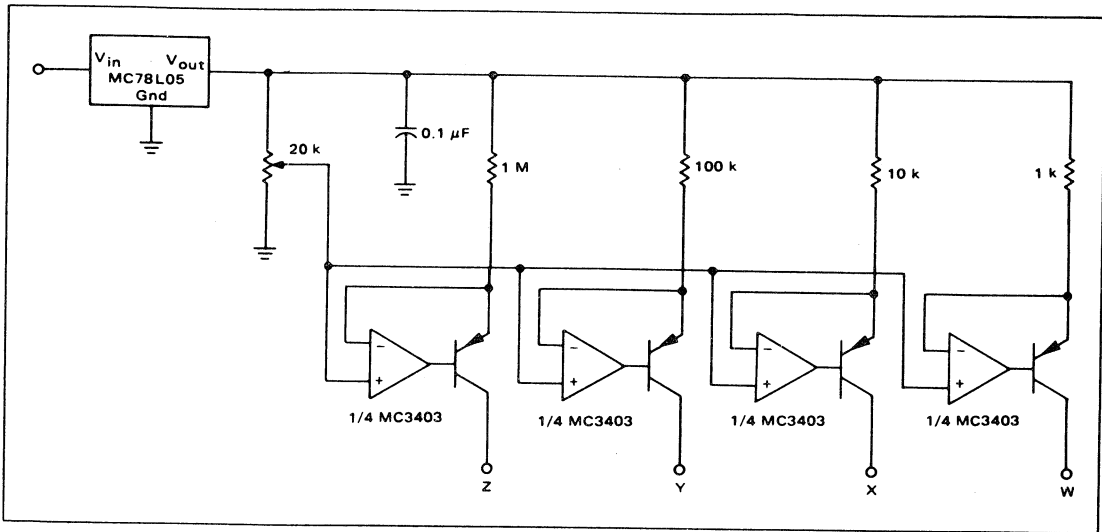 Vin Vout
MC78L05
Gnd
20 k
0.1 μF
1 M
100 k
10 k
1 k
−
+
1/4 MC3403
−
+
1/4 MC3403
−
+
1/4 MC3403
−
+
1/4 MC3403
Z
Y
X
W